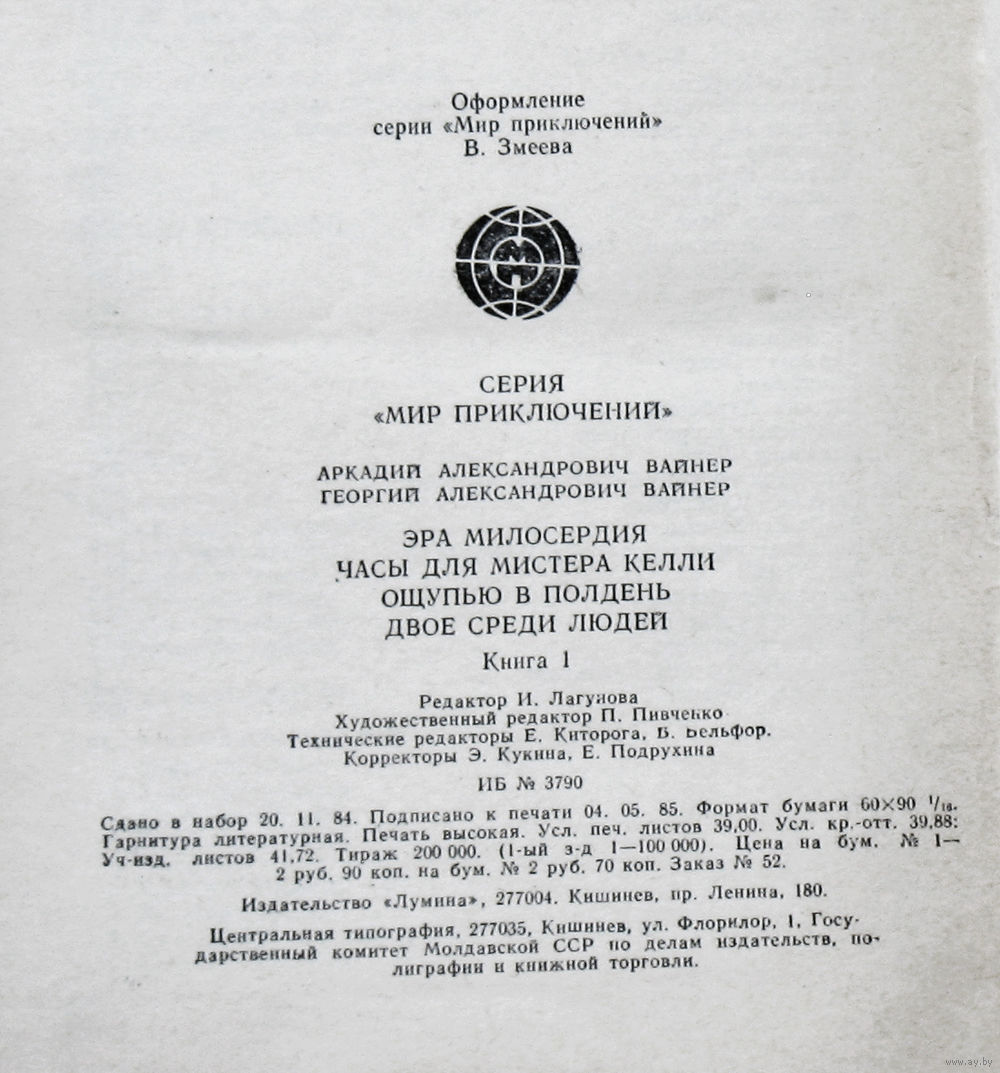 Оформление
серии «Мир приключений»
В. Змеева
М
СЕРИЯ
«МИР ПРИКЛЮЧЕНИЙ»
АРКАДИЙ АЛЕКСАНДРОВИЧ ВАЙНЕР
ГЕОРГИЙ АЛЕКСАНДРОВИЧ ВАЙНЕР
ЭРА МИЛОСЕРДИЯ
ЧАСЫ ДЛЯ МИСТЕРА КЕЛЛИ
ОЩУПЬЮ В ПОЛДЕНЬ
ДВОЕ СРЕДИ ЛЮДЕЙ
Книга 1
Редактор И. Лагунова
Художественный редактор П. Пивченко
Технические редакторы Е. Киторога, В. Бельфор.
Корректоры Э. Кукина, Е. Подрухина
ИБ № 3790
Сдано в набор 20. 11. 84. Подписано к печати 04. 05. 85. Формат бумаги 60×90 1/16.
Гарнитура литературная. Печать высокая. Усл. печ. листов 39,00. Усл. кр.-отт. 39,88:
Уч-изд. листов 41,72. Тираж 200 000. (1-ый з-д 1—100 000). Цена на бум. № 1—
2 руб. 90 коп. на бум. № 2 руб. 70 коп. Заказ № 52.
Издательство «Лумина», 277004. Кишинев, пр. Ленина, 180.
Центральная типография, 277035, Кишинев, ул. Флорилор, 1, Госу-
дарственный комитет Молдавской ССР по делам издательств, по-
лиграфии и книжной торговли.
www.ay.by